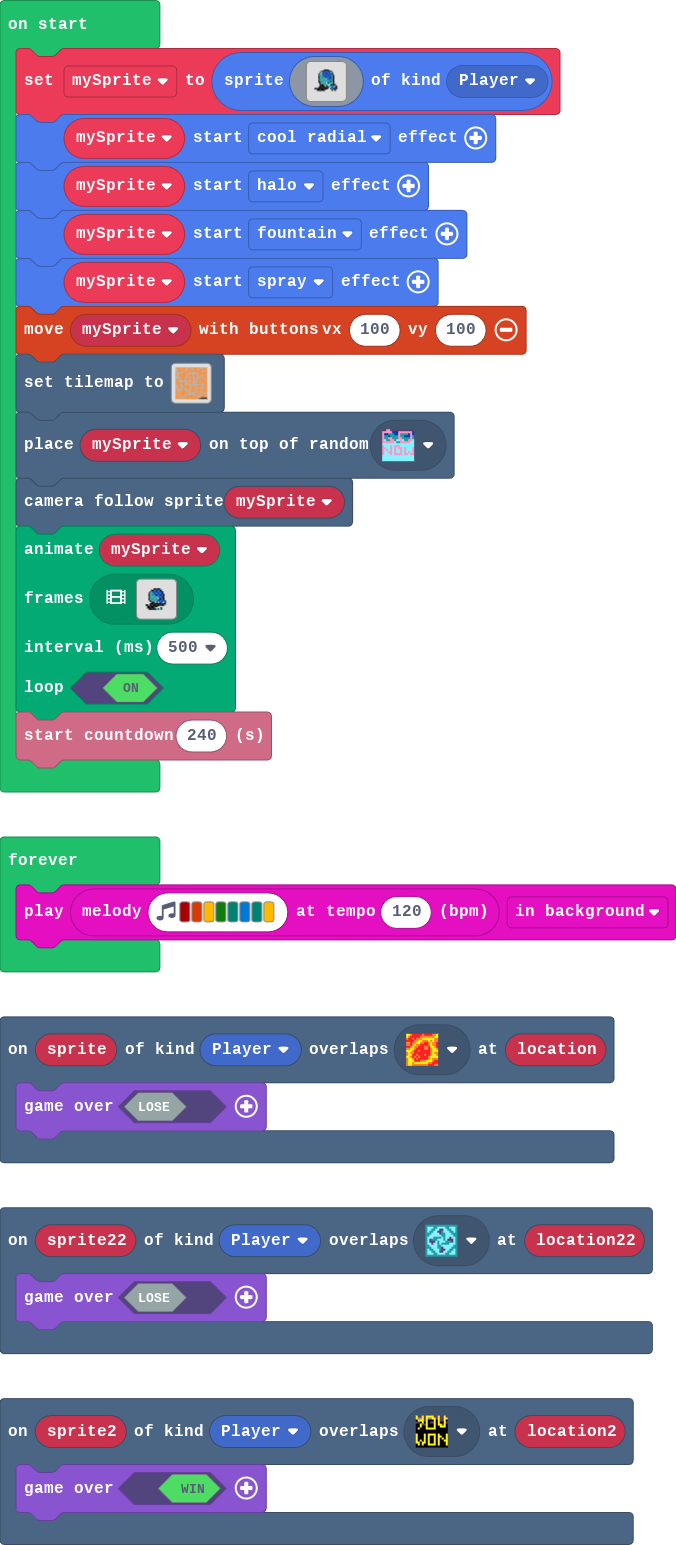 on start
set mySprite to sprite of kind Player
mySprite start cool radial effect
mySprite start halo effect
mySprite start fountain effect
mySprite start spray effect
move mySprite with buttons vx 100 vy 100
set tilemap to
place mySprite on top of random
camera follow sprite mySprite
animate mySprite
frames
interval (ms) 500
loop ON
start countdown 240 (s)
forever
play melody at tempo 120 (bpm) in background
on sprite of kind Player overlaps at location
game over LOSE
on sprite22 of kind Player overlaps at location22
game over LOSE
on sprite2 of kind Player overlaps YOU WON at location2
game over WIN